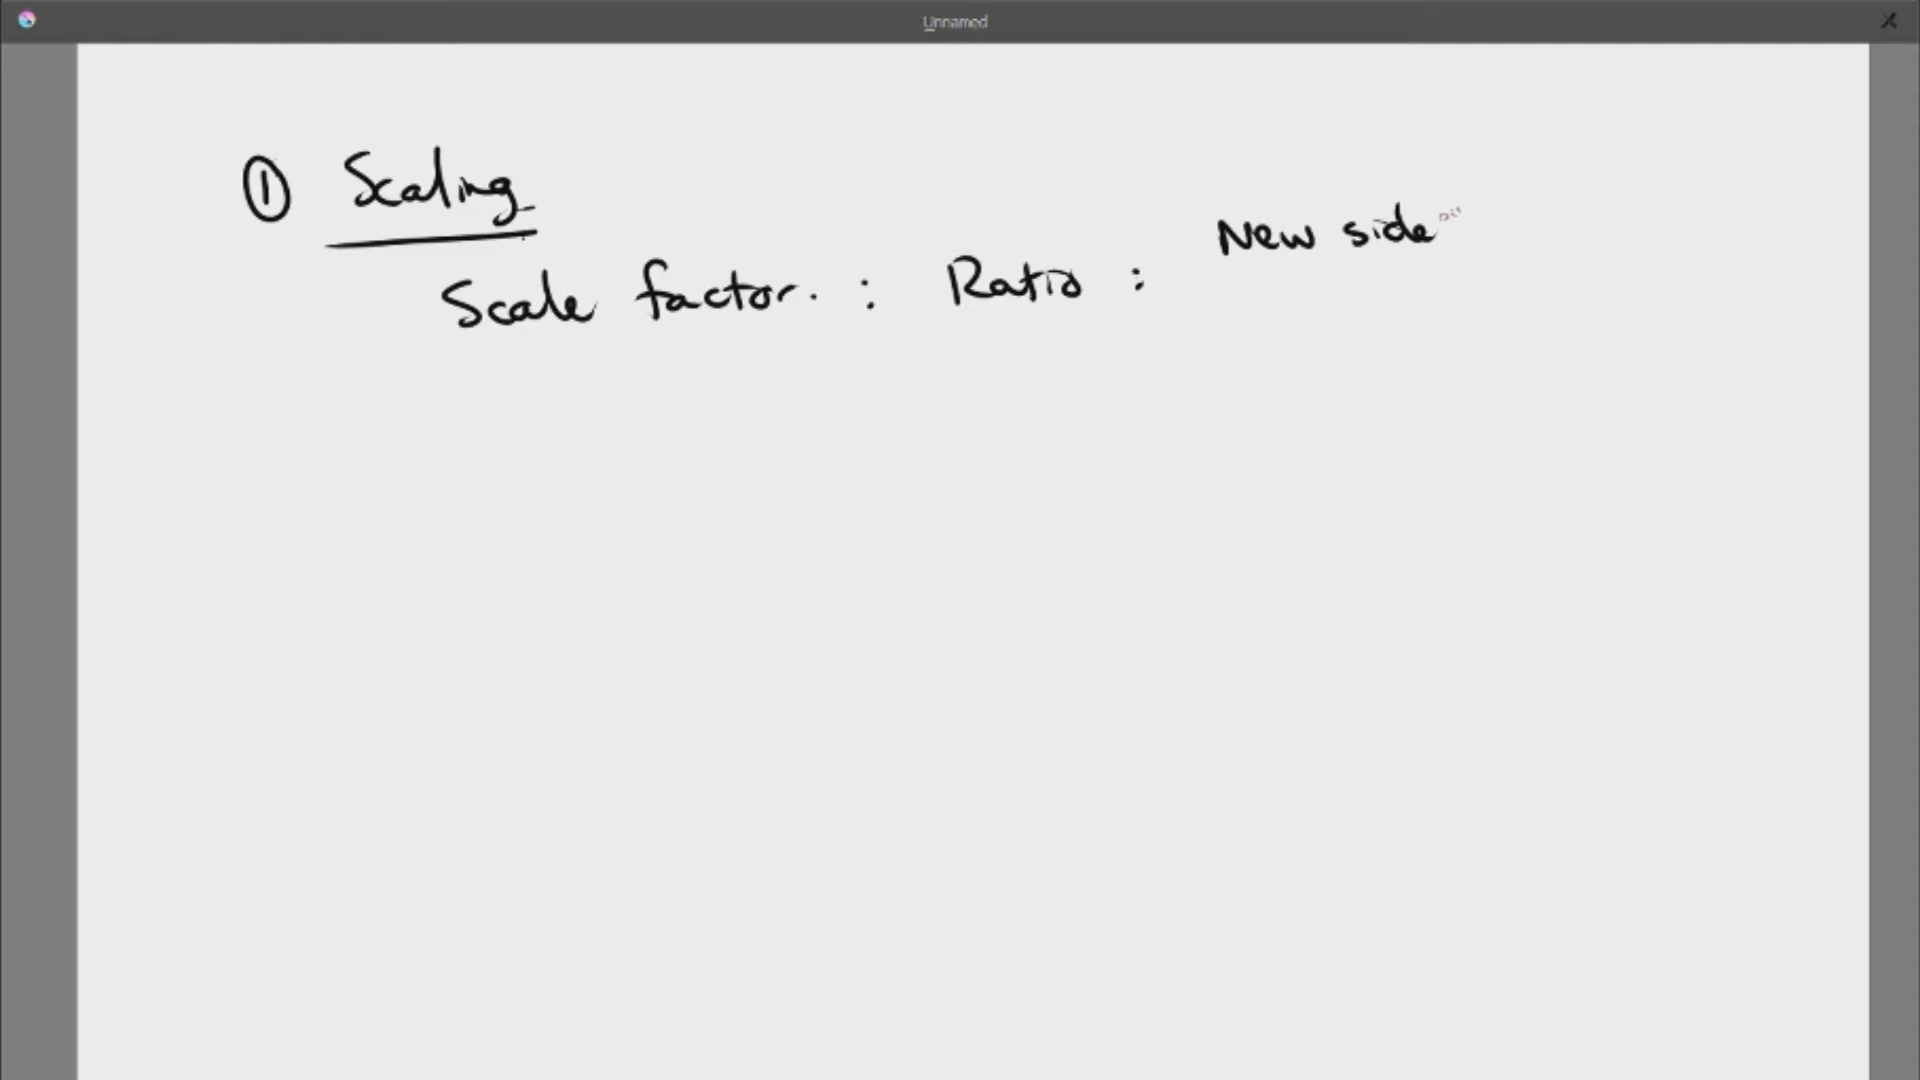 Unnamed
① Scaling
New side
Scale factor. : Ratio :